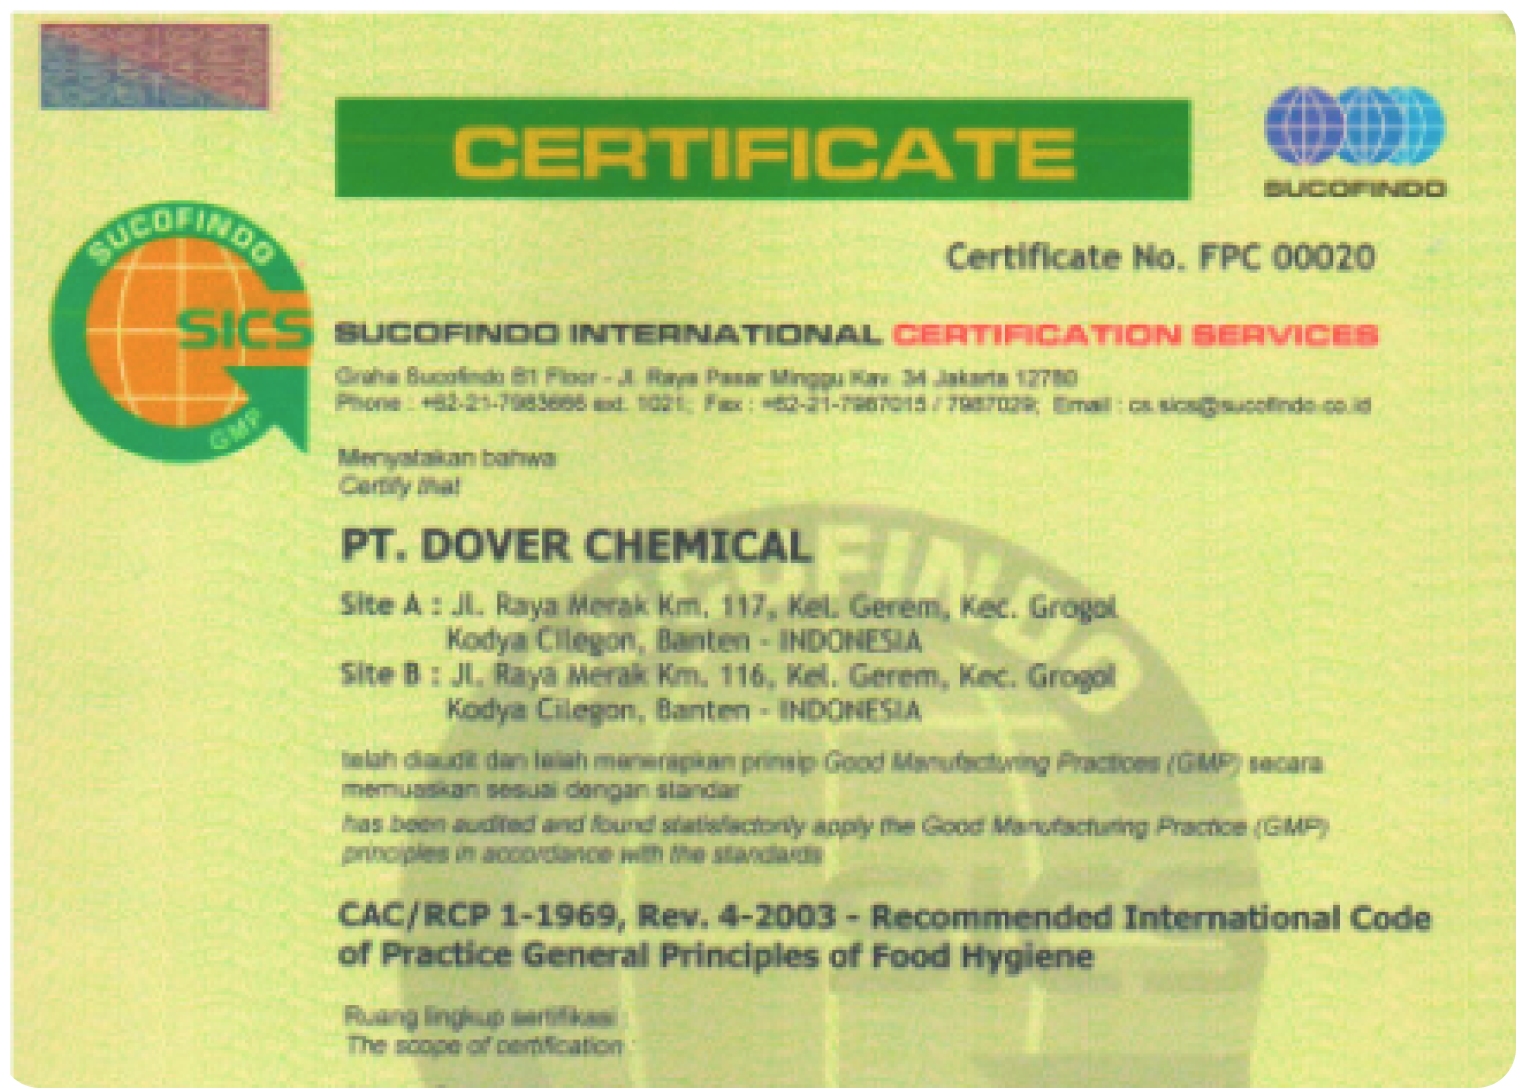 CERTIFICATE
SUCOFINDO
SUCOFINDO
SICS
GMP
Certificate No. FPC 00020
SUCOFINDO INTERNATIONAL CERTIFICATION SERVICES
Graha Sucofindo B1 Floor - Jl. Raya Pasar Minggu Kav. 34 Jakarta 12780
Phone : +62-21-7983666 ext. 1021; Fax : +62-21-7987015 / 7987029; Email : cs.sics@sucofindo.co.id
Menyatakan bahwa
Certify that
PT. DOVER CHEMICAL
Site A : Jl. Raya Merak Km. 117, Kel. Gerem, Kec. Grogol
Kodya Cilegon, Banten - INDONESIA
Site B : Jl. Raya Merak Km. 116, Kel. Gerem, Kec. Grogol
Kodya Cilegon, Banten - INDONESIA
telah diaudit dan telah menerapkan prinsip Good Manufacturing Practices (GMP) secara
memuaskan sesuai dengan standar
has been audited and found statisfactorily apply the Good Manufacturing Practice (GMP)
principles in accordance with the standards
CAC/RCP 1-1969, Rev. 4-2003 - Recommended International Code
of Practice General Principles of Food Hygiene
Ruang lingkup sertifikasi :
The scope of certification :
SUCOFINDO
SICS